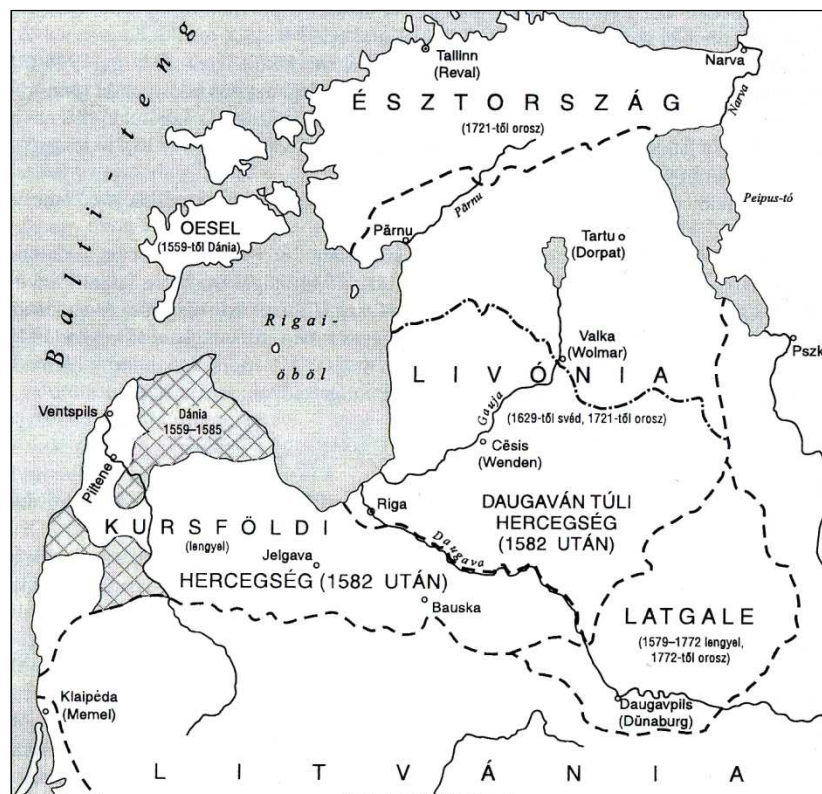 Balti-teng
Tallinn
(Reval)
Narva
ÉSZTORSZÁG
(1721-től orosz)
Narva
Pärnu
Peipus-tó
OESEL
(1559-től Dánia)
Pärnu
Tartu
(Dorpat)
Rigai-
öböl
Valka
(Wolmar)
Pszk
LIVÓNIA
Ventspils
Dánia
1559–1585
Gauja
(1629-től svéd, 1721-től orosz)
Cēsis
(Wenden)
Piltene
Riga
DAUGAVÁN TÚLI
HERCEGSÉG
(1582 UTÁN)
KURSFÖLDI
(lengyel)
Daugava
Jelgava
HERCEGSÉG (1582 UTÁN)
Bauska
LATGALE
(1579–1772 lengyel,
1772-től orosz)
Klaipéda
(Memel)
Daugavpils
(Dünaburg)
LITVÁNIA